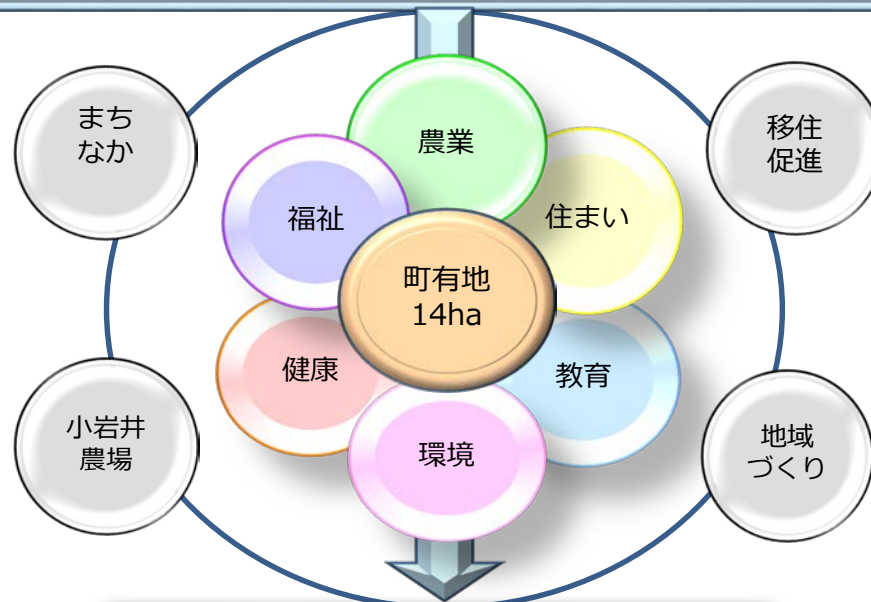 まち
なか
農業
移住
促進
福祉
住まい
町有地
14ha
健康
教育
小岩井
農場
環境
地域
づくり